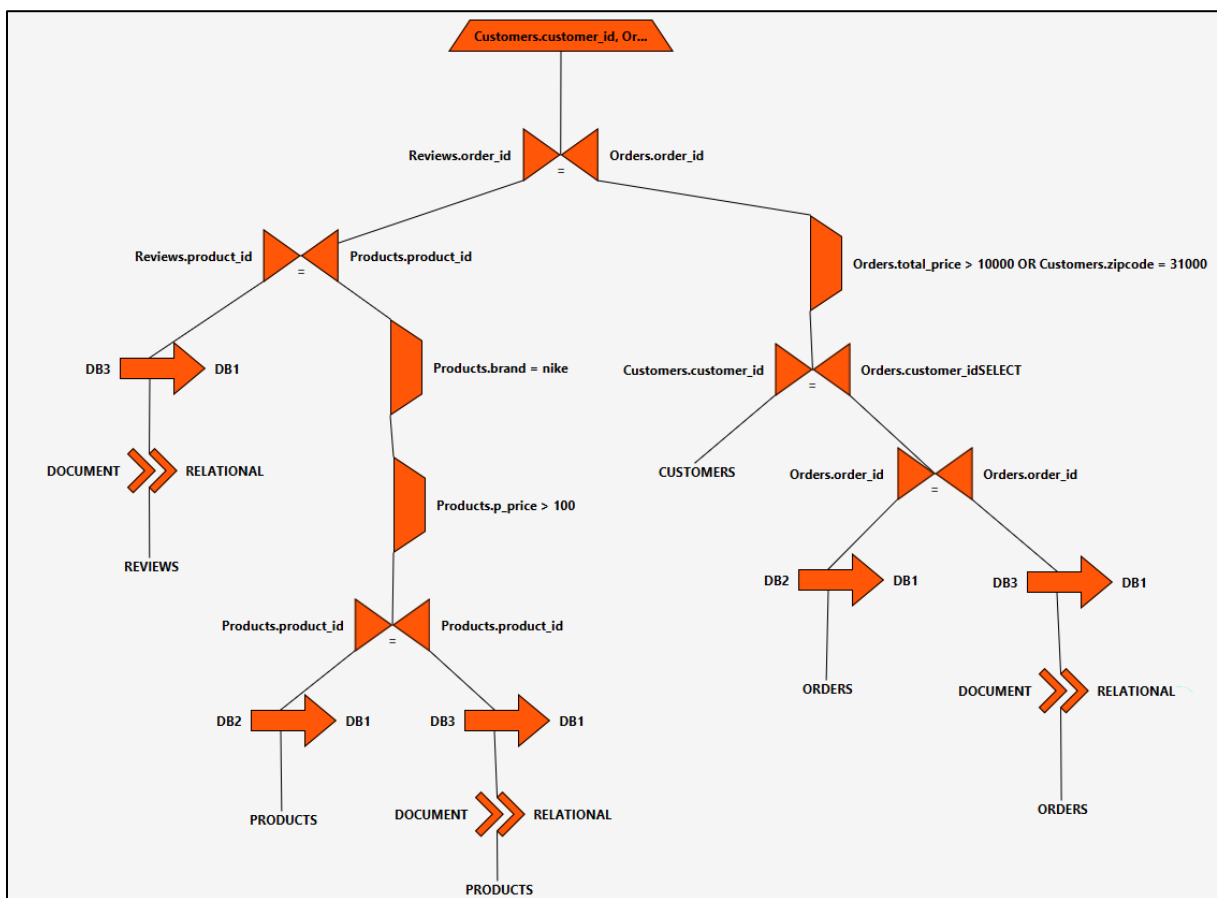 Customers.customer_id, Or...
Reviews.order_id
Orders.order_id
=
Reviews.product_id
Products.product_id
=
Orders.total_price > 10000 OR Customers.zipcode = 31000
DB3
DB1
Products.brand = nike
Customers.customer_id
Orders.customer_idSELECT
=
DOCUMENT
RELATIONAL
CUSTOMERS
Orders.order_id
Orders.order_id
=
Products.p_price > 100
REVIEWS
DB2
DB1
DB3
DB1
Products.product_id
Products.product_id
=
ORDERS
DOCUMENT
RELATIONAL
DB2
DB1
DB3
DB1
ORDERS
PRODUCTS
DOCUMENT
RELATIONAL
PRODUCTS